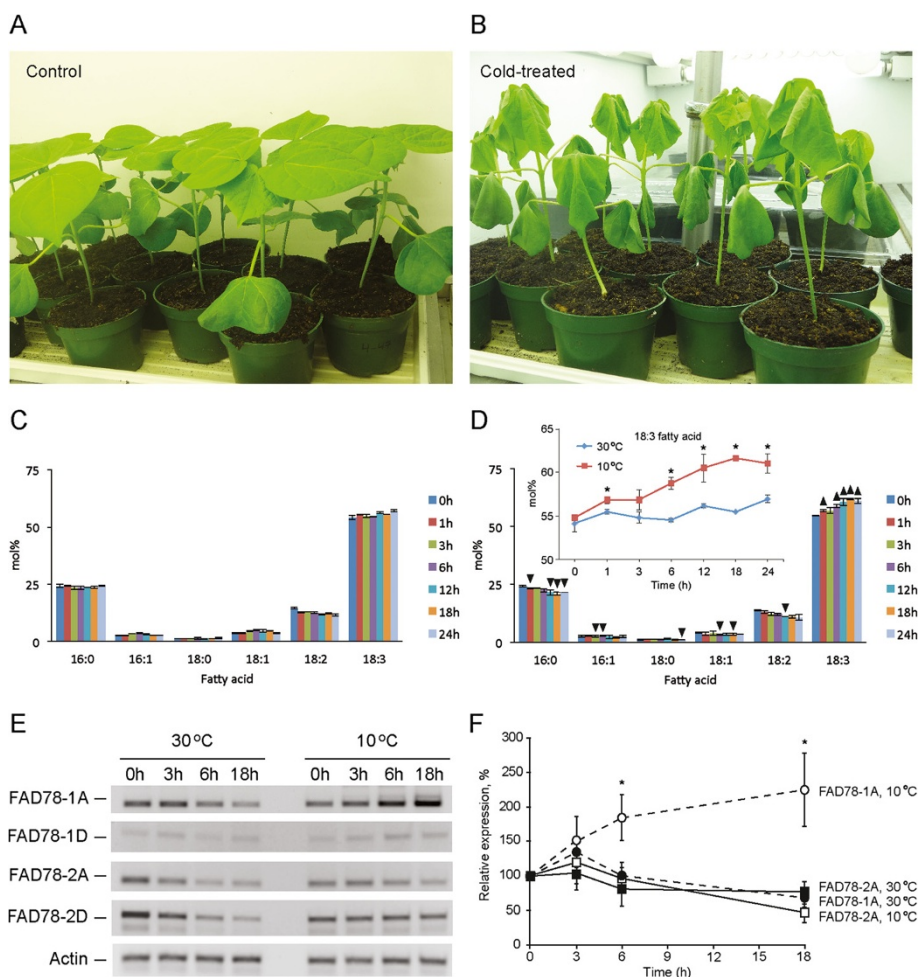 A
Control
B
Cold-treated
C
75
50
25
0
mol%
16:0 16:1 18:0 18:1 18:2 18:3
Fatty acid
0h
1h
3h
6h
12h
18h
24h
D
18:3 fatty acid
30°C
10°C
65
60
55
50
mol%
0 1 3 6 12 18 24
Time (h)
* * * * *
75
50
25
0
mol%
16:0 16:1 18:0 18:1 18:2 18:3
Fatty acid
0h
1h
3h
6h
12h
18h
24h
E
30°C 10°C
0h 3h 6h 18h 0h 3h 6h 18h
FAD78-1A
FAD78-1D
FAD78-2A
FAD78-2D
Actin
F
300
250
200
150
100
50
0
Relative expression, %
* *
FAD78-1A, 10°C
FAD78-2A, 30°C
FAD78-1A, 30°C
FAD78-2A, 10°C
0 3 6 9 12 15 18
Time (h)